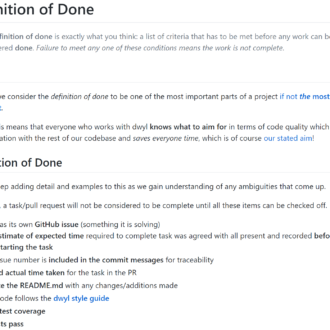 nition of Done
finition of done is exactly what you think: a list of criteria that has to be met before any work can be
ered done. Failure to meet any one of these conditions means the work is not complete.
e consider the definition of done to be one of the most important parts of a project if not the most
s means that everyone who works with dwyl knows what to aim for in terms of code quality which
ation with the rest of our codebase and saves everyone time, which is of course our stated aim!
tion of Done
ep adding detail and examples to this as we gain understanding of any ambiguities that come up.
, a task/pull request will not be considered to be complete until all these items can be checked off.
as its own GitHub issue (something it is solving)
stimate of expected time required to complete task was agreed with all present and recorded befo
tarting the task
sue number is included in the commit messages for traceability
d actual time taken for the task in the PR
e the README.md with any changes/additions made
ode follows the dwyl style guide
test coverage
ts pass